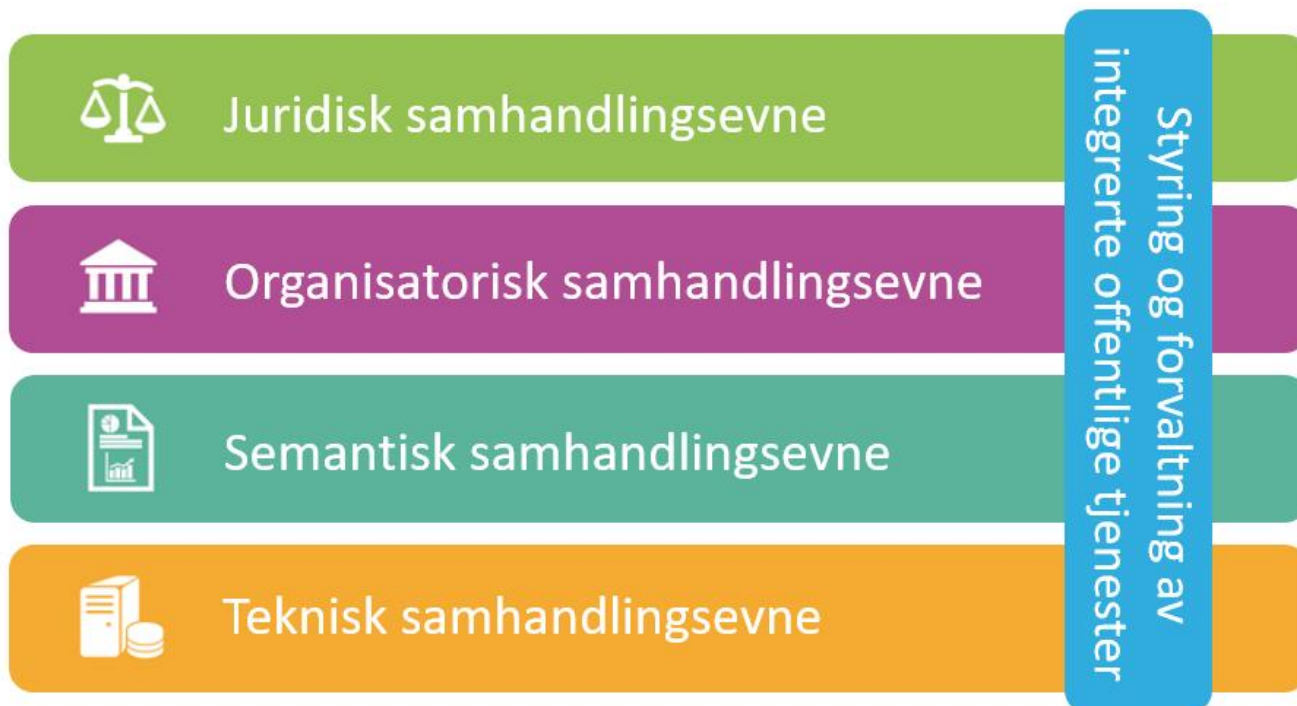 Juridisk samhandlingsevne
Organisatorisk samhandlingsevne
Semantisk samhandlingsevne
Teknisk samhandlingsevne
Styring og forvaltning av
integrerte offentlige tjenester